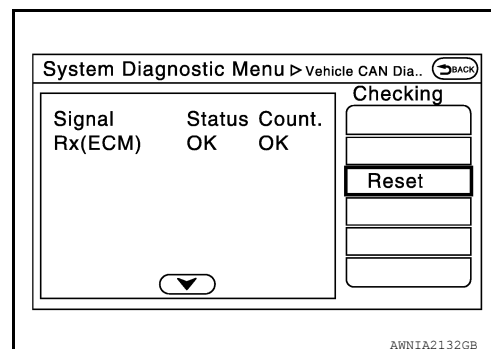 System Diagnostic Menu ▷ Vehicle CAN Dia.. BACK
Checking
Signal Status Count.
Rx(ECM) OK OK
Reset
AWNIA2132GB